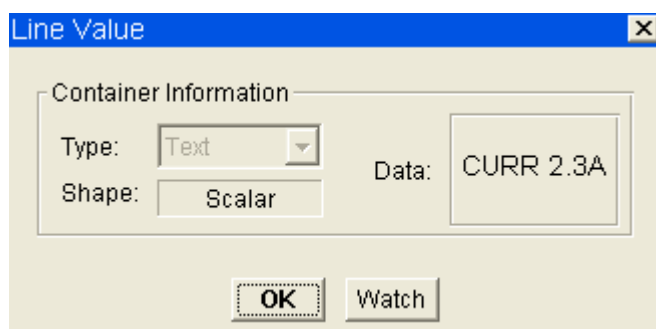 Line Value
Container Information
Type: Text
Shape: Scalar
Data: CURR 2.3A
OK Watch